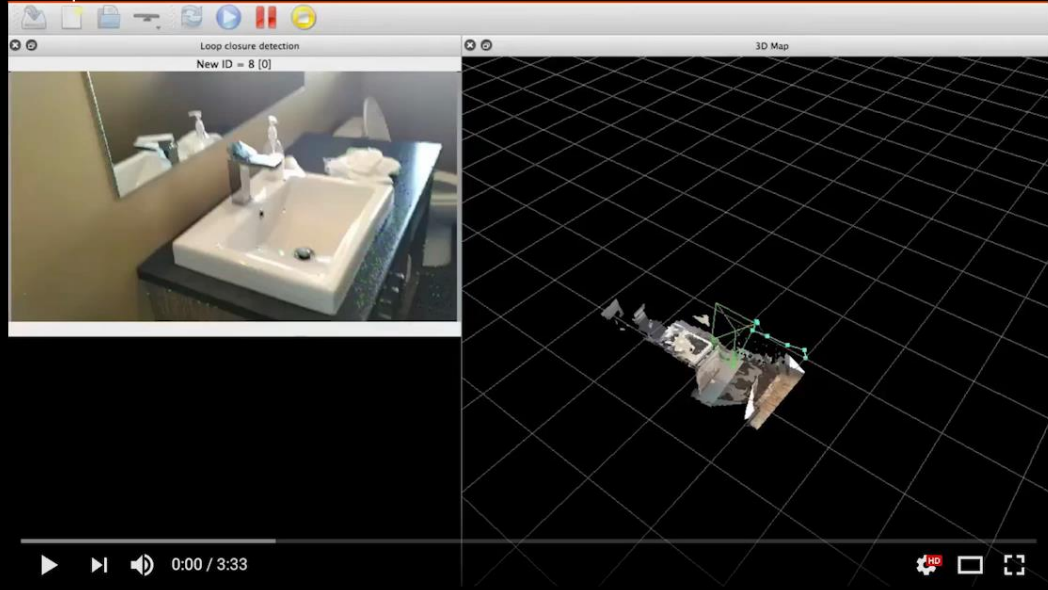 Loop closure detection
3D Map
New ID = 8 [0]
0:00 / 3:33
HD